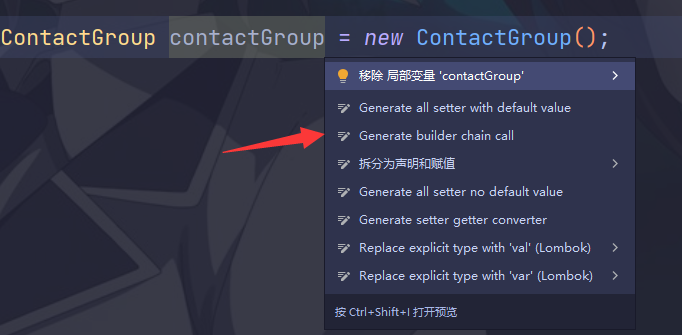 ContactGroup contactGroup = new ContactGroup();
移除 局部变量 'contactGroup'
Generate all setter with default value
Generate builder chain call
拆分为声明和赋值
Generate all setter no default value
Generate setter getter converter
Replace explicit type with 'val' (Lombok)
Replace explicit type with 'var' (Lombok)
按 Ctrl+Shift+I 打开预览